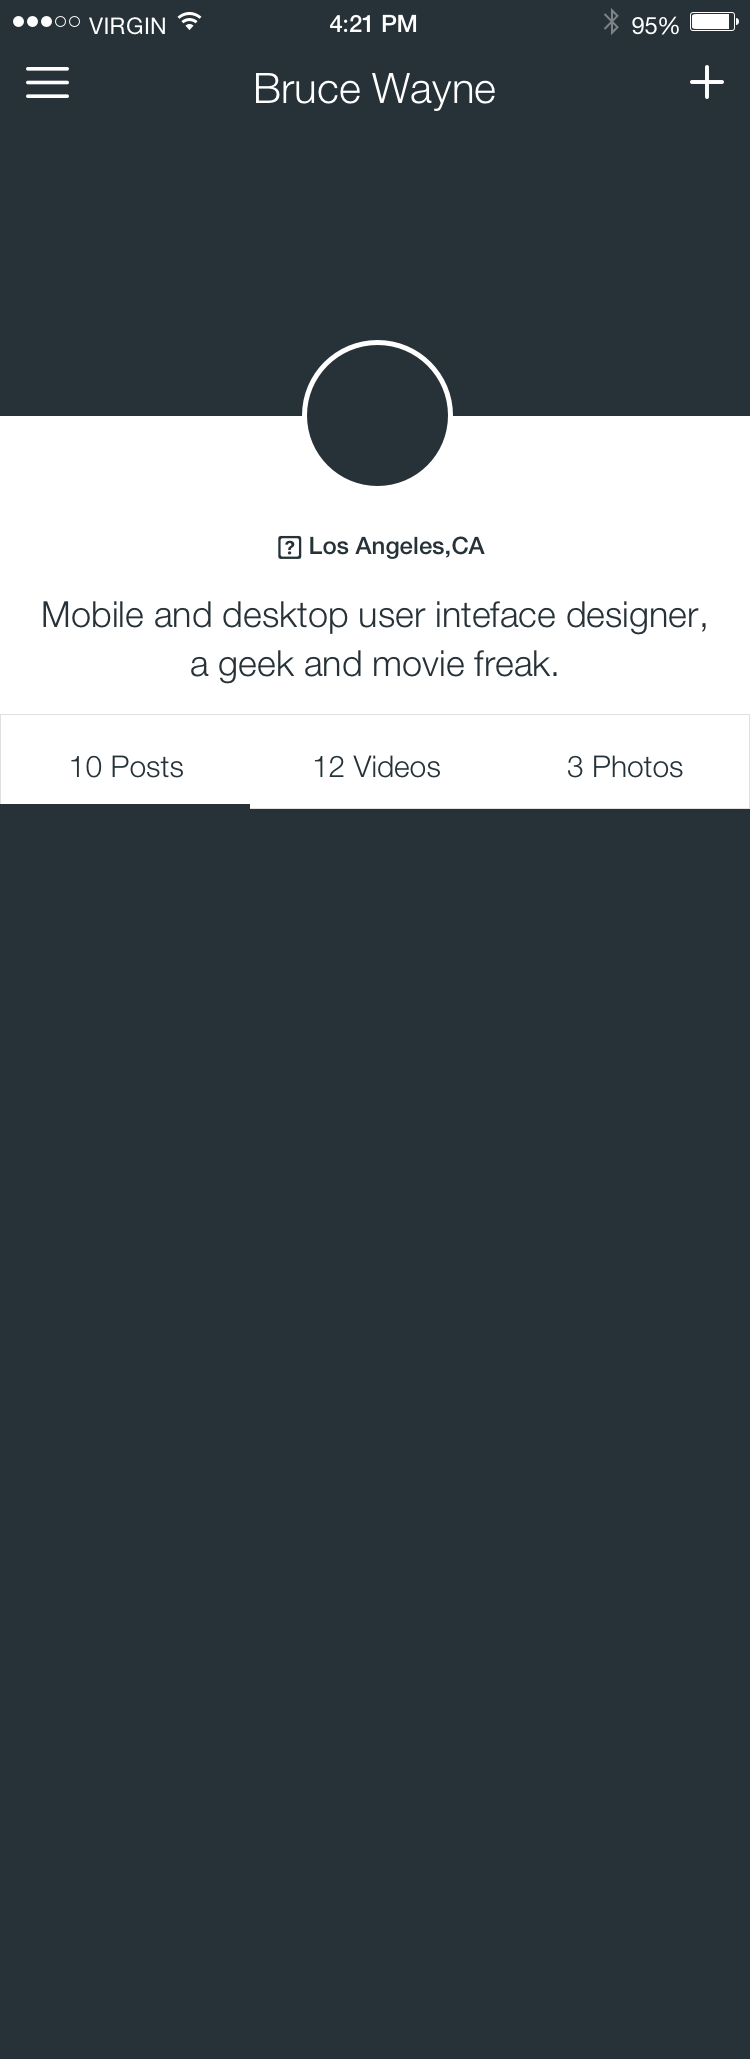 VIRGIN 4:21 PM 95%
Bruce Wayne
Los Angeles,CA
Mobile and desktop user inteface designer,
a geek and movie freak.
10 Posts 12 Videos 3 Photos